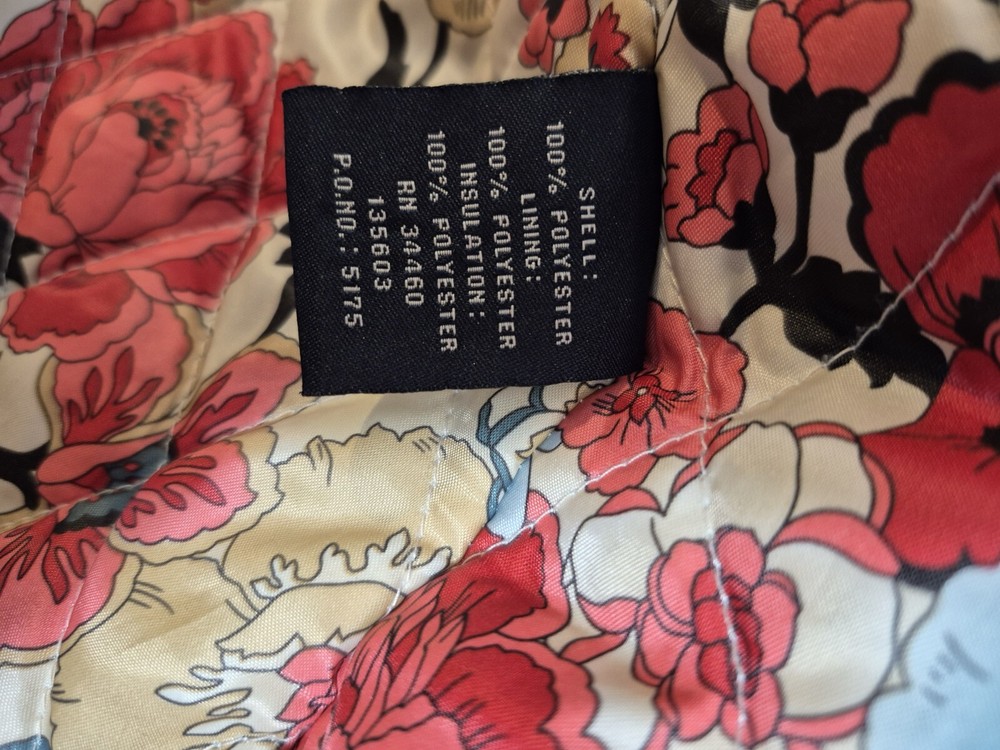 SHELL:
100% POLYESTER
LINING:
100% POLYESTER
INSULATION:
100% POLYESTER
RN 34460
135603
P.O.NO.: 5175